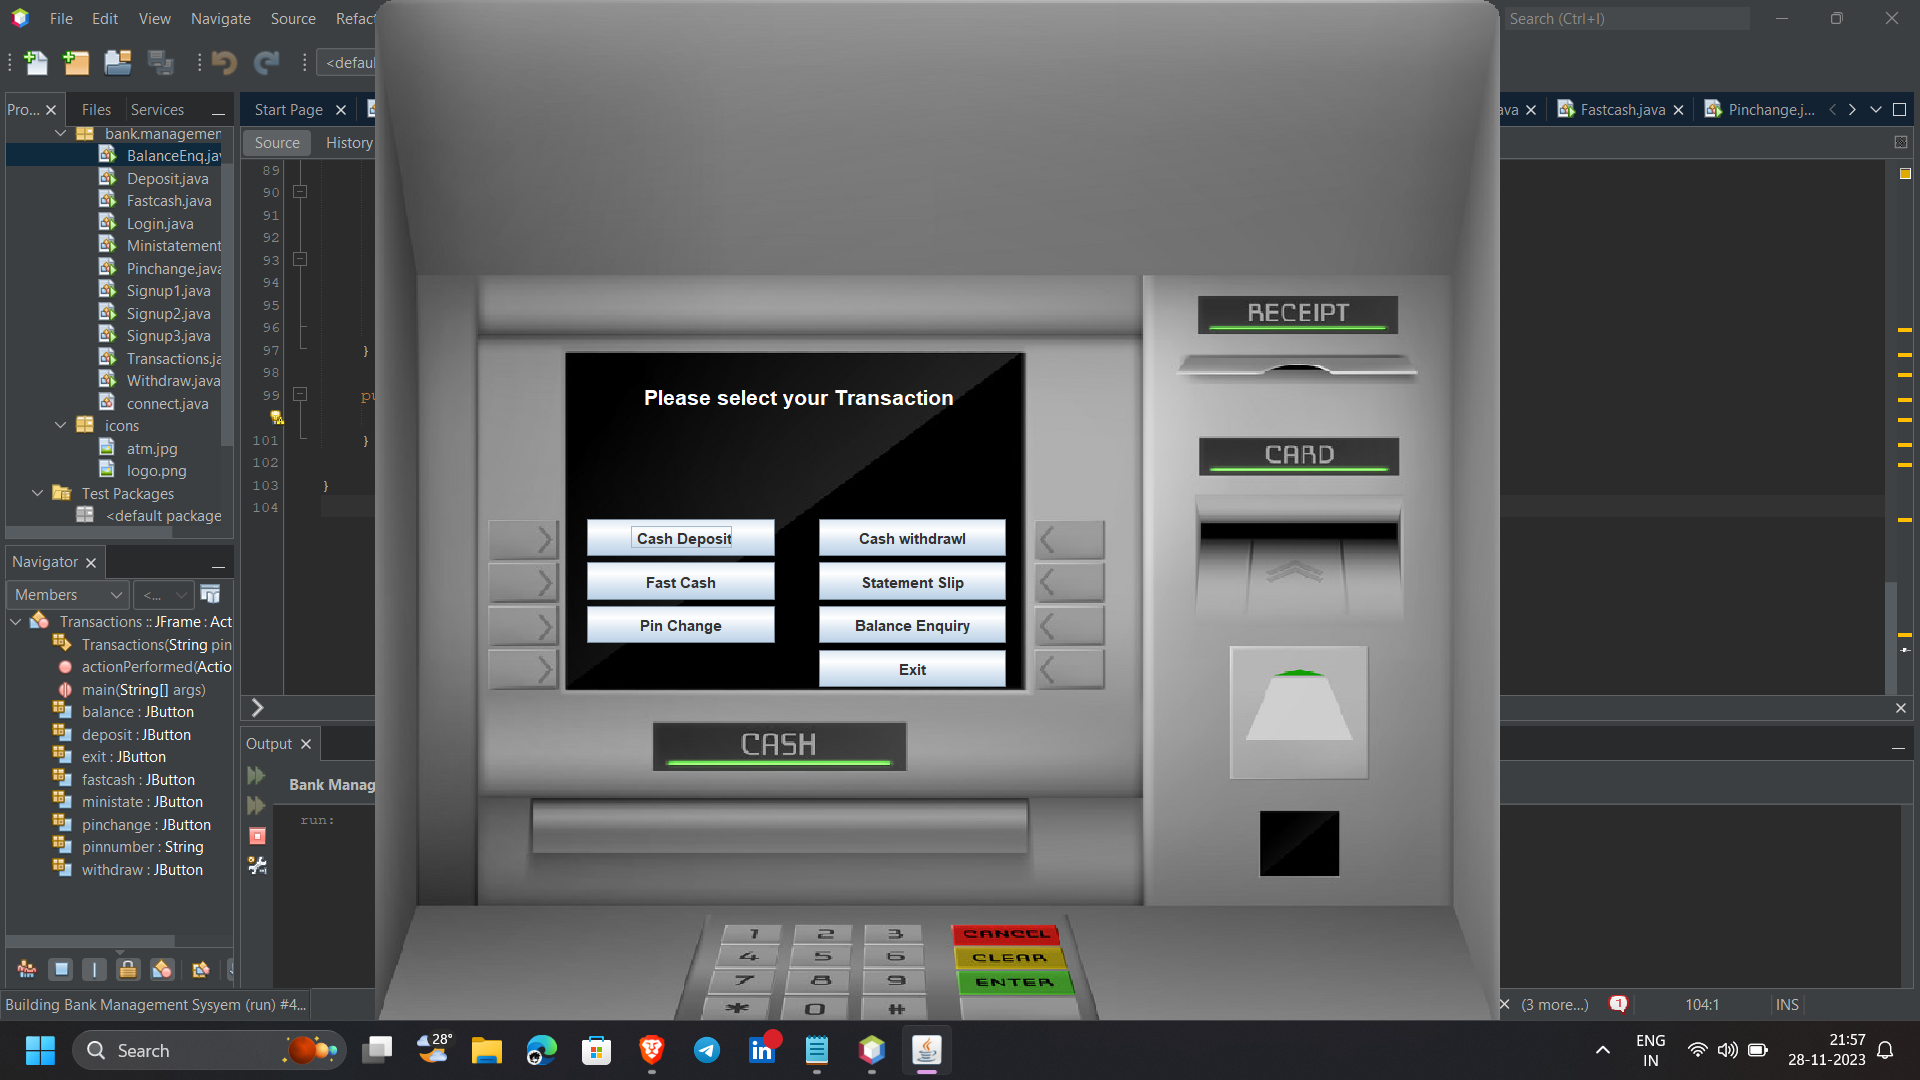 File Edit View Navigate Source Refact
Search (Ctrl+I)
<defaul
Pro... Files Services
Start Page
ava Fastcash.java Pinchange.j...
Source History
bank.managemen
BalanceEnq.jav
Deposit.java
Fastcash.java
Login.java
Ministatement
Pinchange.java
Signup1.java
Signup2.java
Signup3.java
Transactions.ja
Withdraw.java
connect.java
icons
atm.jpg
logo.png
Test Packages
<default package
89
90
91
92
93
94
95
96
97 }
98
99 pu
101 }
102
103 }
104
Navigator
Members <...
Transactions :: JFrame : Act
Transactions(String pin
actionPerformed(Actio
main(String[] args)
balance : JButton
deposit : JButton
exit : JButton
fastcash : JButton
ministate : JButton
pinchange : JButton
pinnumber : String
withdraw : JButton
Output
Bank Manag
run:
Please select your Transaction
Cash Deposit Cash withdrawl
Fast Cash Statement Slip
Pin Change Balance Enquiry
Exit
CASH
RECEIPT
CARD
1 2 3 CANCEL
4 5 6 CLEAR
7 8 9 ENTER
* 0 #
Building Bank Management Sysyem (run) #4...
(3 more...) 1 104:1 INS
Search
28°
in
ENG
IN
21:57
28-11-2023